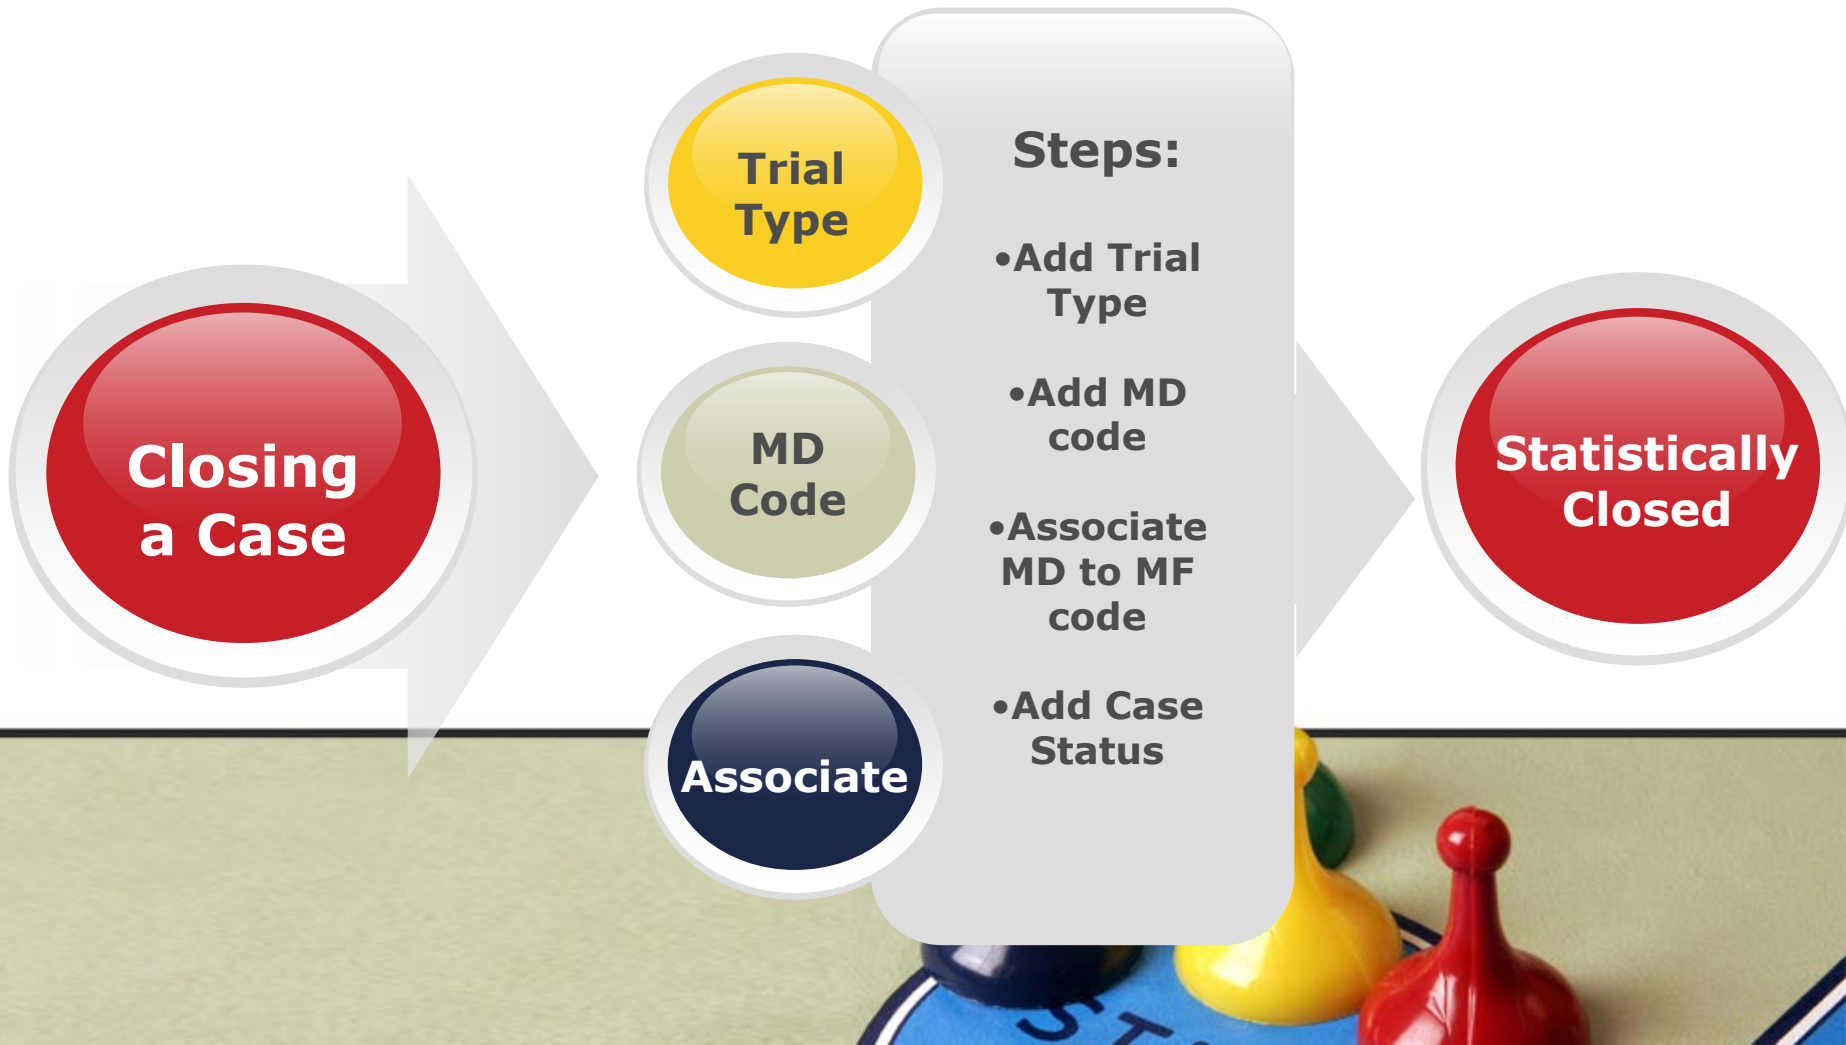 Closing
a Case
Trial
Type
MD
Code
Associate
Steps:
•Add Trial
Type
•Add MD
code
•Associate
MD to MF
code
•Add Case
Status
Statistically
Closed